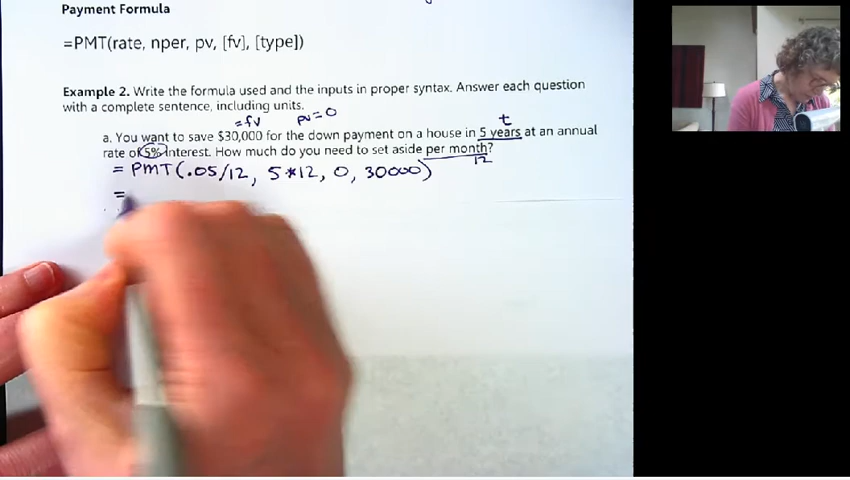 Payment Formula
=PMT(rate, nper, pv, [fv], [type])
Example 2. Write the formula used and the inputs in proper syntax. Answer each question
with a complete sentence, including units.
=fv pv=0 t
a. You want to save $30,000 for the down payment on a house in 5 years at an annual
rate of 5% interest. How much do you need to set aside per month?
12
= PMT(.05/12, 5*12, 0, 30000)
=